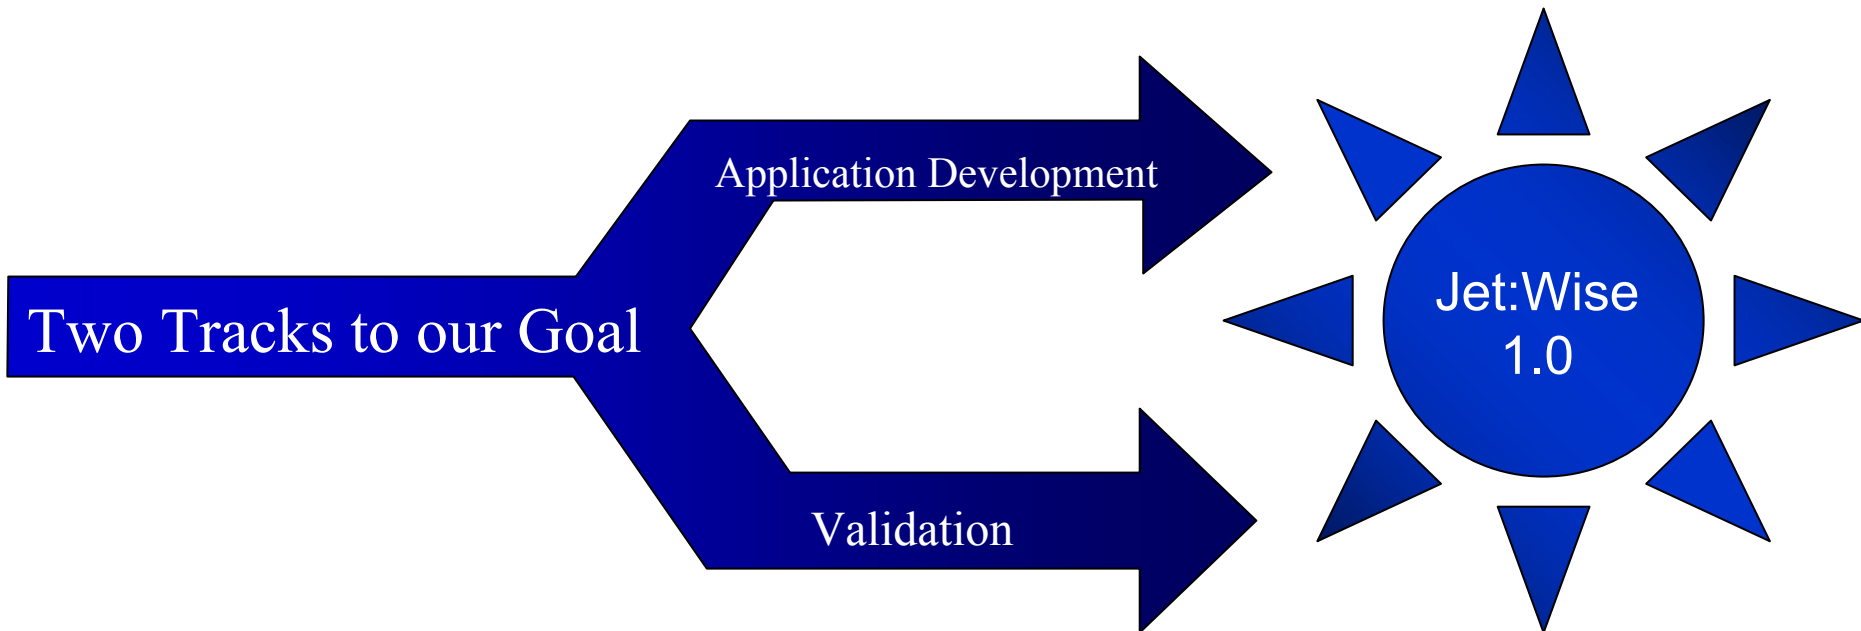 Two Tracks to our Goal
Application Development
Validation
Jet:Wise
1.0